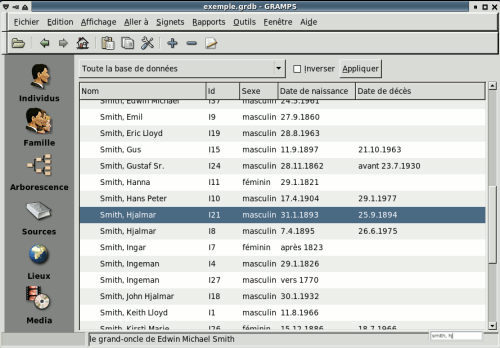 exemple.grdb - GRAMPS
Fichier Edition Affichage Aller à Signets Rapports Outils Fenêtre Aide
Toute la base de données Inverser Appliquer
Individus
Famille
Arborescence
Sources
Lieux
Media
Nom Id Sexe Date de naissance Date de décès
Smith, Edwin Michael I37 masculin 24.5.1961
Smith, Emil I9 masculin 27.9.1860
Smith, Eric Lloyd I19 masculin 28.8.1963
Smith, Gus I15 masculin 11.9.1897 21.10.1963
Smith, Gustaf Sr. I24 masculin 28.11.1862 avant 23.7.1930
Smith, Hanna I11 féminin 29.1.1821
Smith, Hans Peter I10 masculin 17.4.1904 29.1.1977
Smith, Hjalmar I21 masculin 31.1.1893 25.9.1894
Smith, Hjalmar I8 masculin 7.4.1895 26.6.1975
Smith, Ingar I7 féminin après 1823
Smith, Ingeman I4 masculin 29.1.1826
Smith, Ingeman I27 masculin vers 1770
Smith, John Hjalmar I18 masculin 30.1.1932
Smith, Keith Lloyd I1 masculin 11.8.1966
Smith, Kirsti Marie I26 féminin 15.12.1886 18.7.1966
le grand-oncle de Edwin Michael Smith
smith, hj